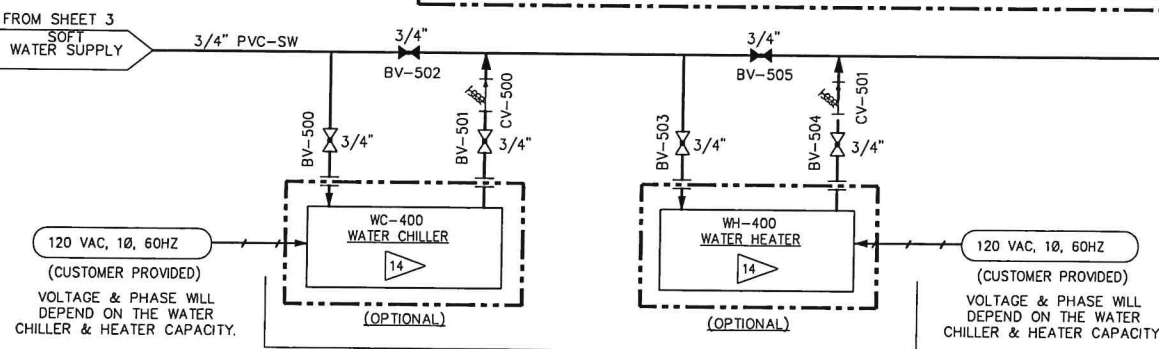 FROM SHEET 3
SOFT
WATER SUPPLY
3/4" PVC-SW
3/4"
BV-502
3/4"
BV-505
BV-500
3/4"
BV-501
CV-500
3/4"
BV-503
3/4"
BV-504
CV-501
3/4"
WC-400
WATER CHILLER
14
(OPTIONAL)
WH-400
WATER HEATER
14
(OPTIONAL)
120 VAC, 1Ø, 60HZ
(CUSTOMER PROVIDED)
VOLTAGE & PHASE WILL
DEPEND ON THE WATER
CHILLER & HEATER CAPACITY.
120 VAC, 1Ø, 60HZ
(CUSTOMER PROVIDED)
VOLTAGE & PHASE WILL
DEPEND ON THE WATER
CHILLER & HEATER CAPACITY